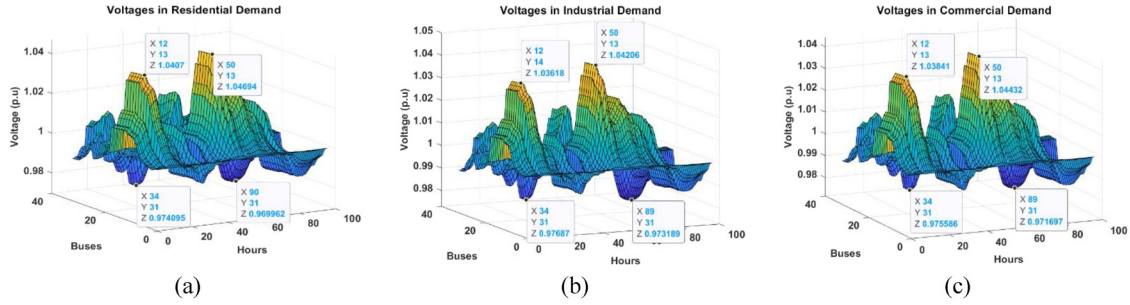 Voltages in Residential Demand
X 12
Y 13
Z 1.0407
X 50
Y 13
Z 1.04694
X 34
Y 31
Z 0.974095
X 90
Y 31
Z 0.969962
Voltage (p.u)
1.04
1.02
1
0.98
40
20
0
Buses
0
20
40
60
80
100
Hours
(a)
Voltages in Industrial Demand
X 12
Y 14
Z 1.03618
X 50
Y 13
Z 1.04206
X 34
Y 31
Z 0.97687
X 89
Y 31
Z 0.973189
Voltage (p.u)
1.05
1.04
1.03
1.02
1.01
1
0.99
0.98
0.97
40
20
0
Buses
0
20
40
60
80
100
Hours
(b)
Voltages in Commercial Demand
X 12
Y 13
Z 1.03841
X 50
Y 13
Z 1.04432
X 34
Y 31
Z 0.975586
X 89
Y 31
Z 0.971697
Voltage (p.u)
1.04
1.03
1.02
1.01
1
0.99
0.98
40
20
0
Buses
0
20
40
60
80
100
Hours
(c)